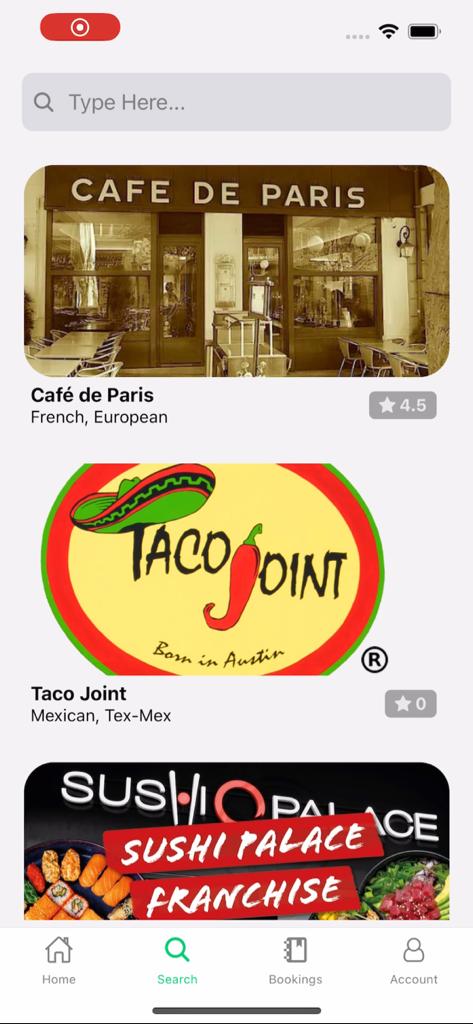 Type Here...
CAFE DE PARIS
Café de Paris
French, European
4.5
TACO JOINT
Born in Austin
®
Taco Joint
Mexican, Tex-Mex
0
SUSHI PALACE
SUSHI PALACE
FRANCHISE
Home
Search
Bookings
Account